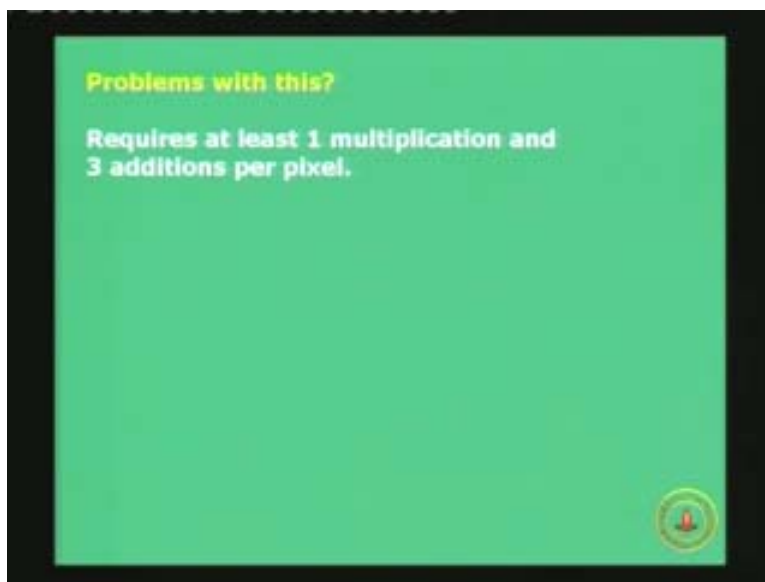 Problems with this?
Requires at least 1 multiplication and
3 additions per pixel.